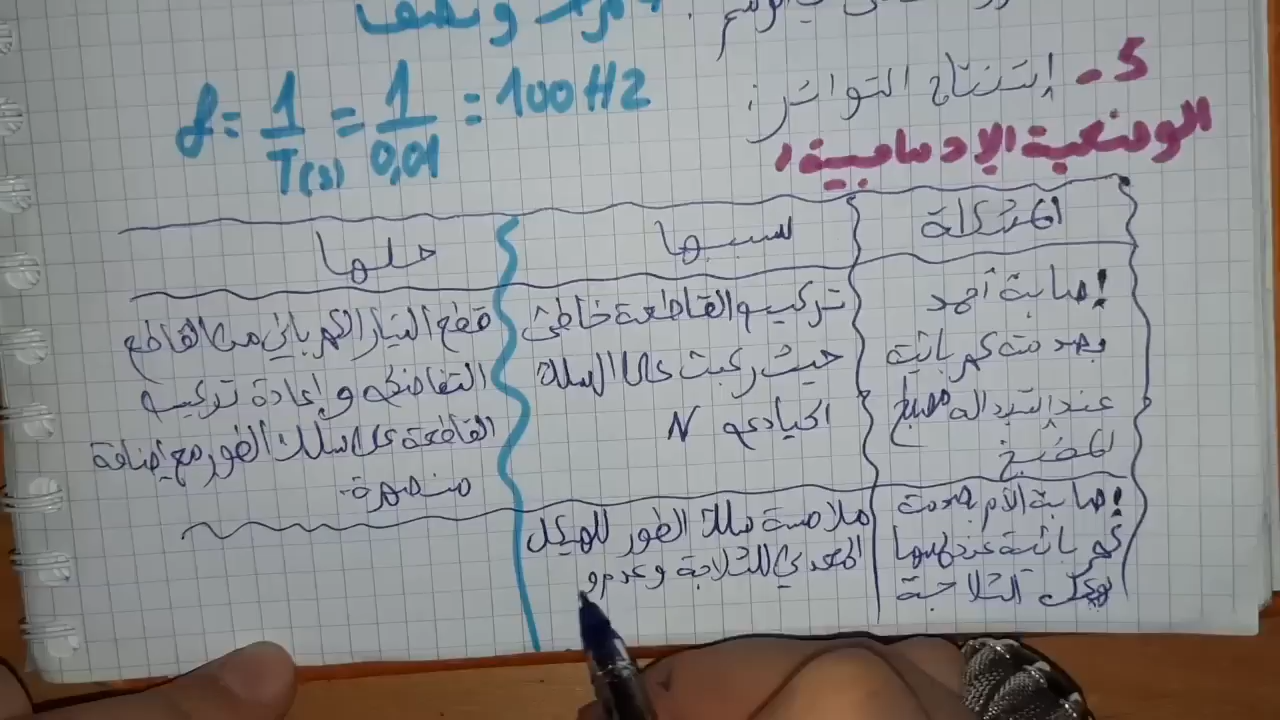 ونصف
5 - إستنتاج التواتر :
f = 1/T(s) = 1/0,01 = 100 HZ
الوضعية الإدماجية :
المشكلة
سببها
حلها
إصابة أحمد
بصدمة كهربائية
عند استبداله مصباح
المطبخ
تركيب القاطعة خاطئ
حيث ركبت على السلك
الحيادي N
قطع التيار الكهربائي من القاطع
التفاضلي و إعادة تركيب
القاطعة على سلك الطور مع إضافة
منصهرة.
إصابة الأم بصدمة
كهربائية عند لمسها
هيكل الثلاجة
ملامسة سلك الطور للهيكل
المعدني للثلاجة وعدم و